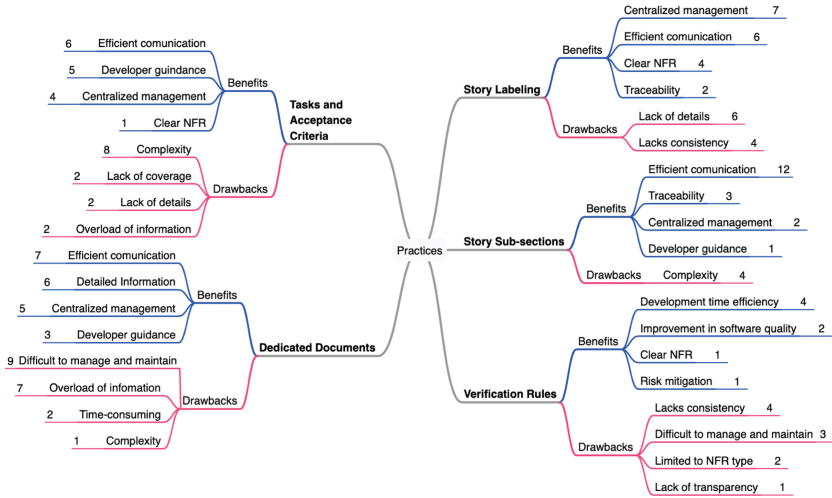 Practices
Tasks and
Acceptance
Criteria
Benefits
6 Efficient comunication
5 Developer guindance
4 Centralized management
1 Clear NFR
Drawbacks
8 Complexity
2 Lack of coverage
2 Lack of details
2 Overload of information
Dedicated Documents
Benefits
7 Efficient comunication
6 Detailed Information
5 Centralized management
3 Developer guidance
Drawbacks
9 Difficult to manage and maintain
7 Overload of infomation
2 Time-consuming
1 Complexity
Story Labeling
Benefits
Centralized management 7
Efficient comunication 6
Clear NFR 4
Traceability 2
Drawbacks
Lack of details 6
Lacks consistency 4
Story Sub-sections
Benefits
Efficient comunication 12
Traceability 3
Centralized management 2
Developer guidance 1
Drawbacks Complexity 4
Verification Rules
Benefits
Development time efficiency 4
Improvement in software quality 2
Clear NFR 1
Risk mitigation 1
Drawbacks
Lacks consistency 4
Difficult to manage and maintain 3
Limited to NFR type 2
Lack of transparency 1